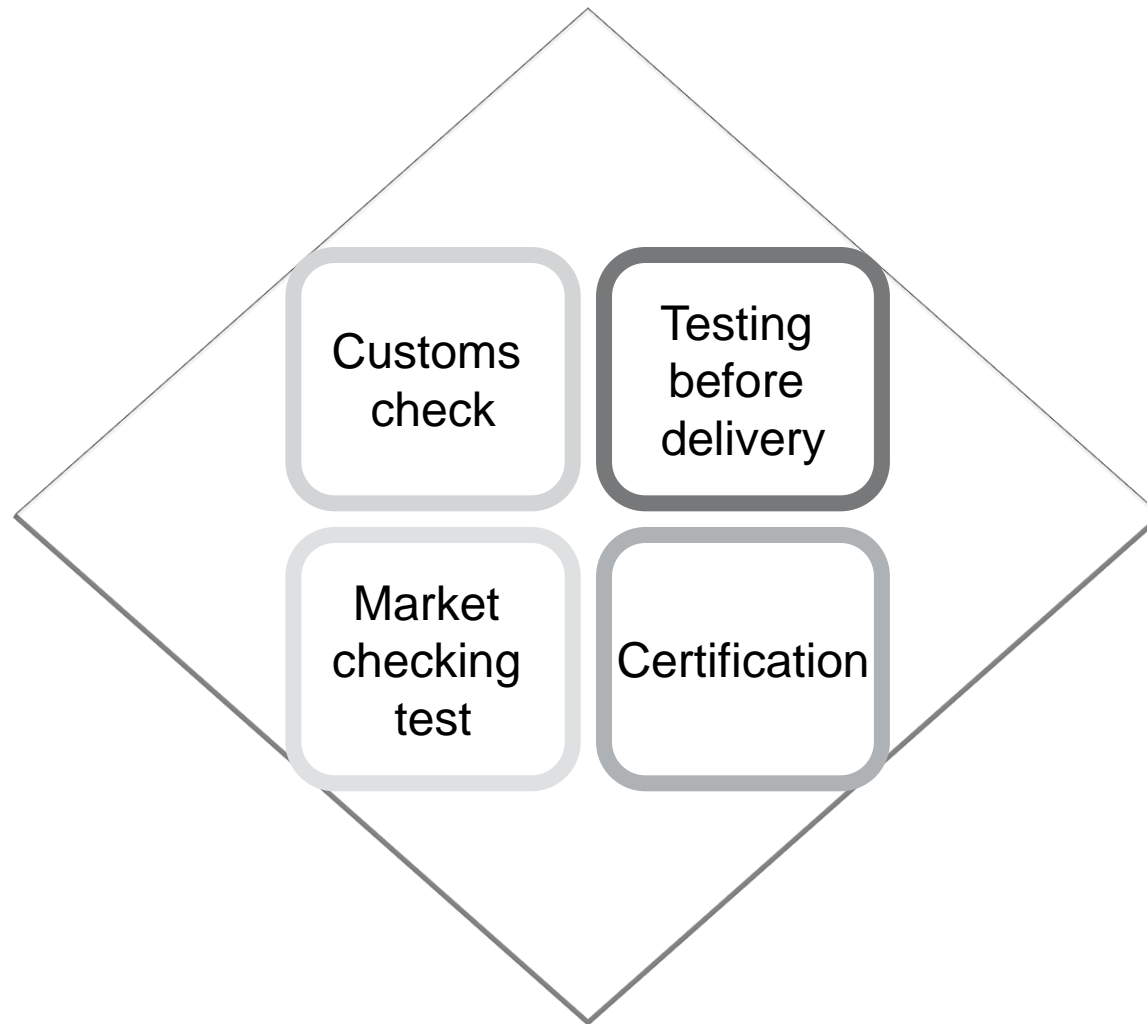 Customs
check
Testing
before
delivery
Market
checking
test
Certification